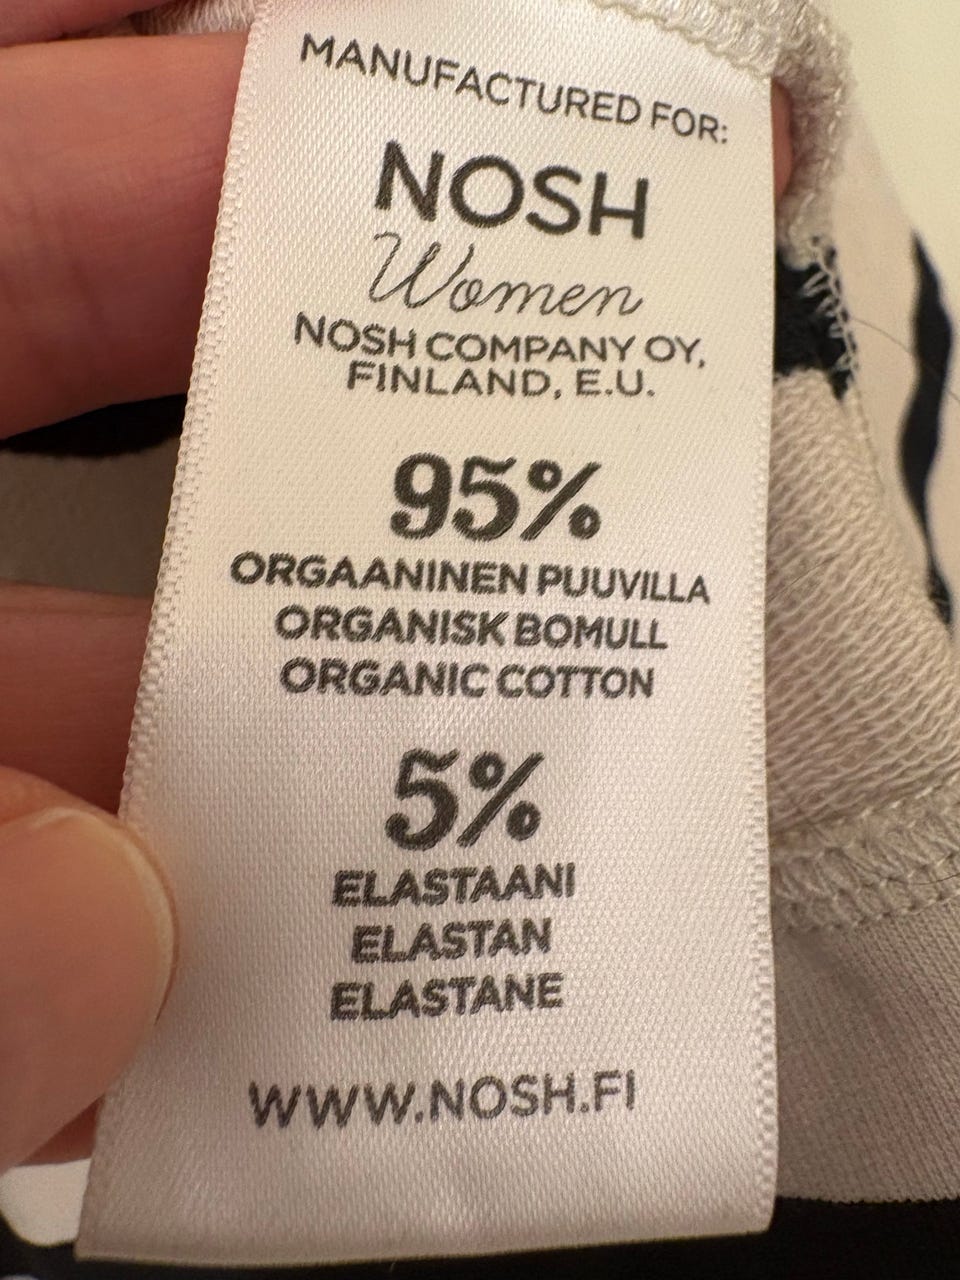 MANUFACTURED FOR:
NOSH
Women
NOSH COMPANY OY,
FINLAND, E.U.
95%
ORGAANINEN PUUVILLA
ORGANISK BOMULL
ORGANIC COTTON
5%
ELASTAANI
ELASTAN
ELASTANE
WWW.NOSH.FI